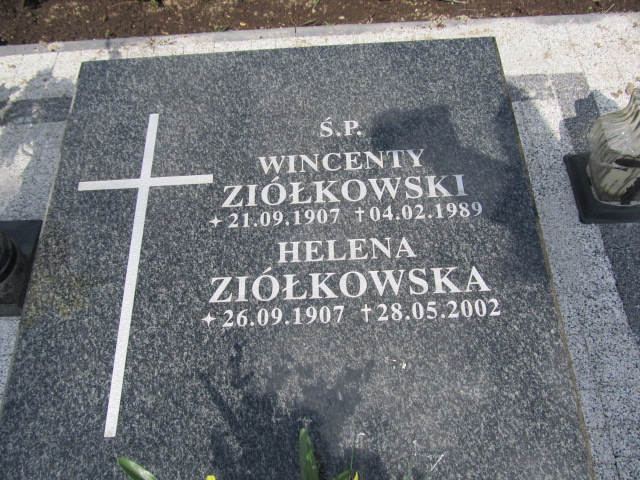 Ś.P.
WINCENTY
ZIÓŁKOWSKI
✦21.09.1907 †04.02.1989
HELENA
ZIÓŁKOWSKA
✦26.09.1907 †28.05.2002